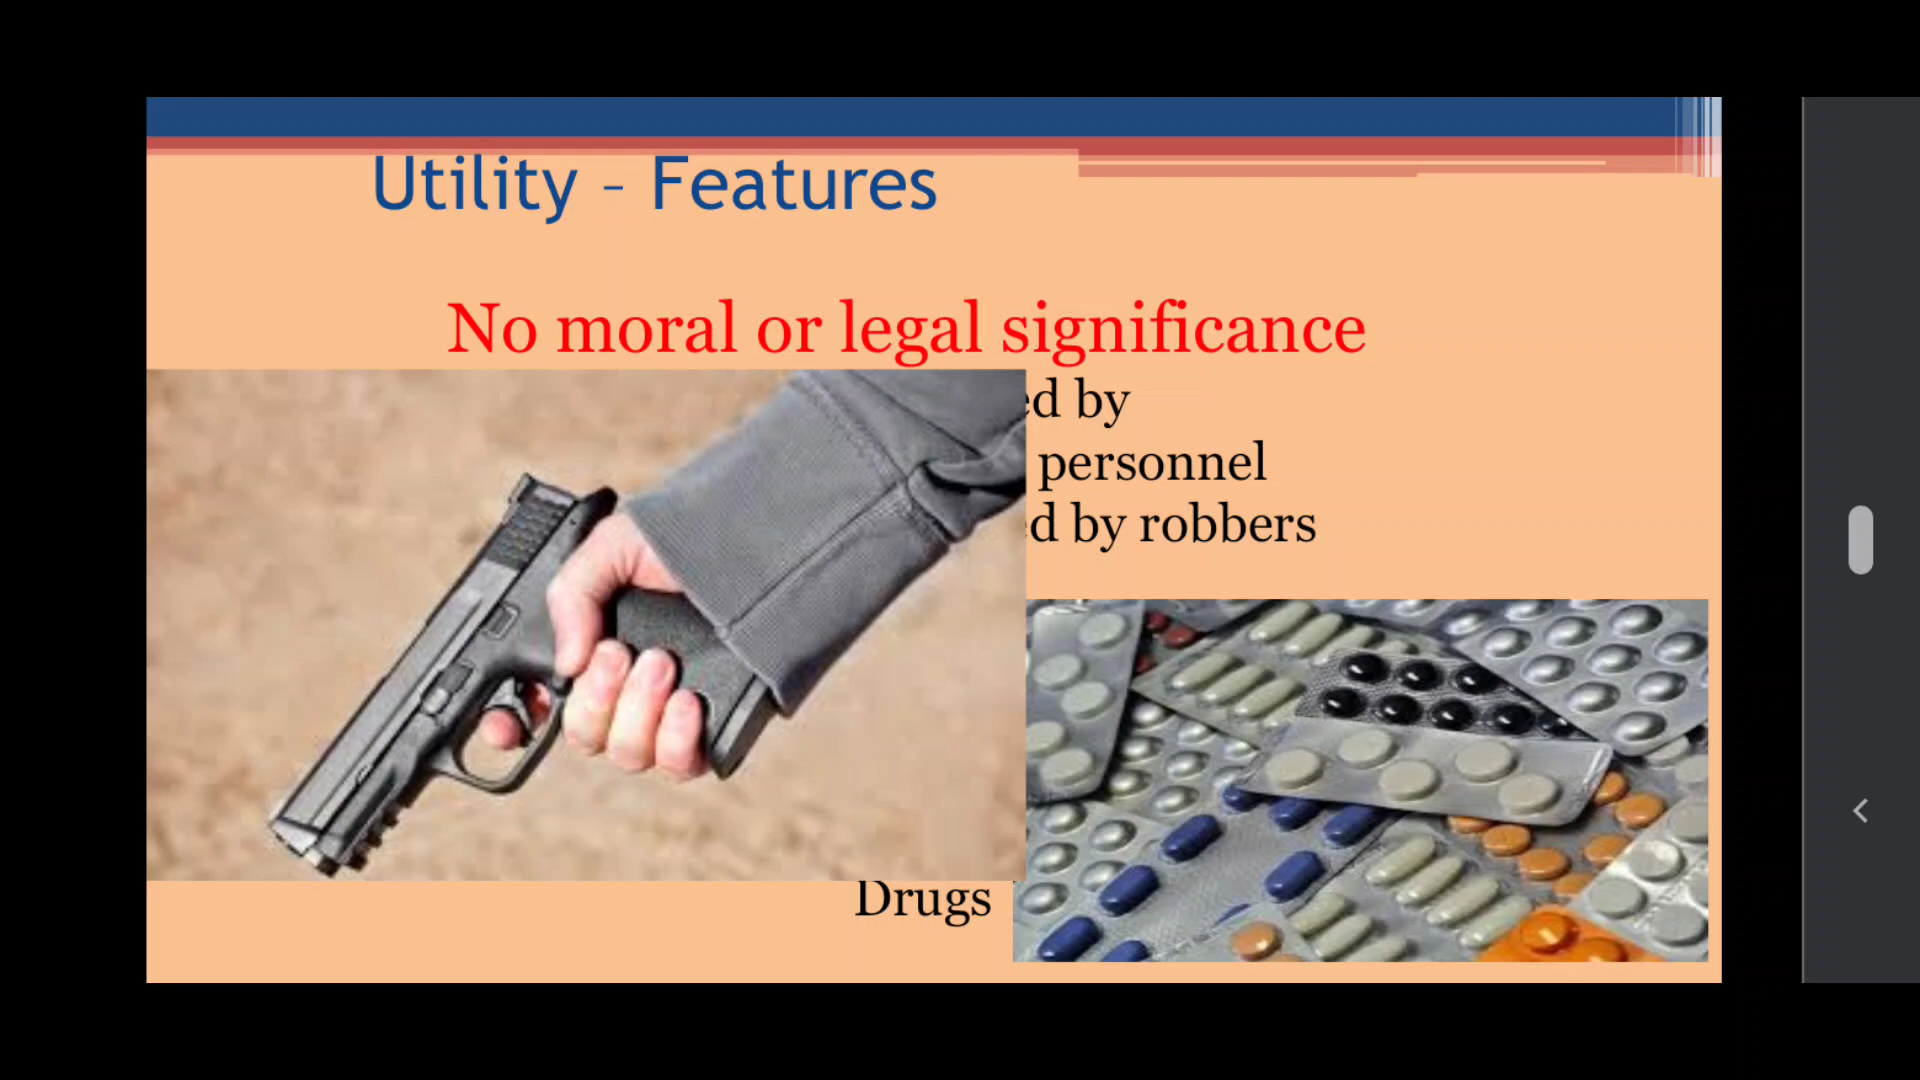 Utility – Features
No moral or legal significance
by
personnel
by robbers
Drugs